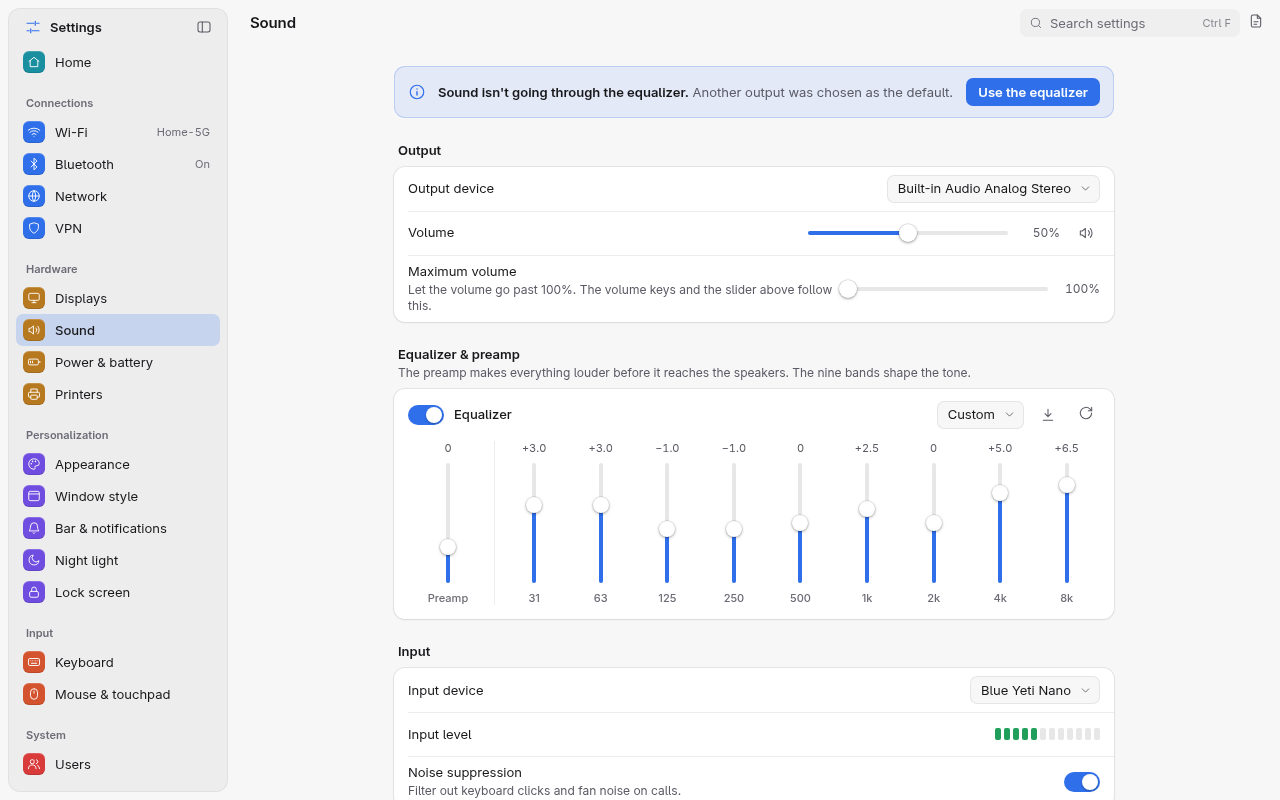 Settings
Home
Connections
Wi-Fi Home-5G
Bluetooth On
Network
VPN
Hardware
Displays
Sound
Power & battery
Printers
Personalization
Appearance
Window style
Bar & notifications
Night light
Lock screen
Input
Keyboard
Mouse & touchpad
System
Users
Sound
Search settings Ctrl F
Sound isn't going through the equalizer. Another output was chosen as the default. Use the equalizer
Output
Output device Built-in Audio Analog Stereo
Volume 50%
Maximum volume
Let the volume go past 100%. The volume keys and the slider above follow
this.
100%
Equalizer & preamp
The preamp makes everything louder before it reaches the speakers. The nine bands shape the tone.
Equalizer Custom
0 +3.0 +3.0 −1.0 −1.0 0 +2.5 0 +5.0 +6.5
Preamp 31 63 125 250 500 1k 2k 4k 8k
Input
Input device Blue Yeti Nano
Input level
Noise suppression
Filter out keyboard clicks and fan noise on calls.